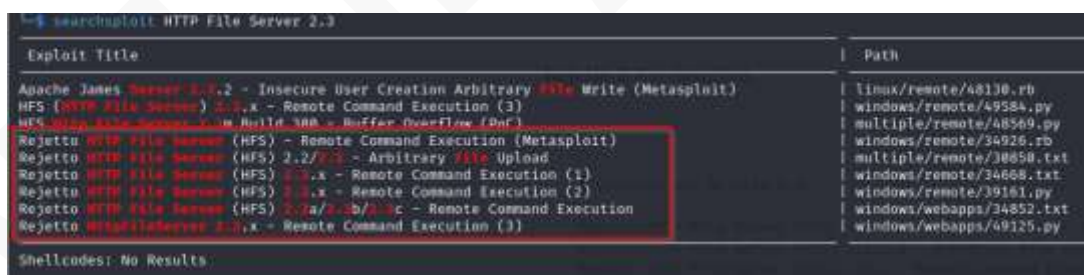 └─$ searchsploit HTTP File Server 2.3
Exploit Title | Path
Apache James Server 2.3.2 - Insecure User Creation Arbitrary File Write (Metasploit) | linux/remote/48130.rb
HFS (HTTP File Server) 2.3.x - Remote Command Execution (3) | windows/remote/49584.py
HFS Http File Server 2.3m Build 300 - Buffer Overflow (PoC) | multiple/remote/48569.py
Rejetto HTTP File Server (HFS) - Remote Command Execution (Metasploit) | windows/remote/34926.rb
Rejetto HTTP File Server (HFS) 2.2/2.3 - Arbitrary File Upload | multiple/remote/30850.txt
Rejetto HTTP File Server (HFS) 2.3.x - Remote Command Execution (1) | windows/remote/34668.txt
Rejetto HTTP File Server (HFS) 2.3.x - Remote Command Execution (2) | windows/remote/39161.py
Rejetto HTTP File Server (HFS) 2.3a/2.3b/2.3c - Remote Command Execution | windows/webapps/34852.txt
Rejetto HttpFileServer 2.3.x - Remote Command Execution (3) | windows/webapps/49125.py
Shellcodes: No Results